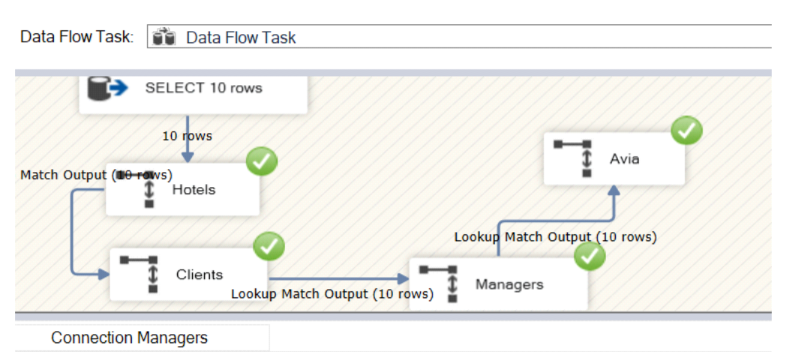 Data Flow Task: Data Flow Task
SELECT 10 rows
10 rows
Match Output (10 rows)
Hotels
Avia
Lookup Match Output (10 rows)
Clients
Lookup Match Output (10 rows)
Managers
Connection Managers